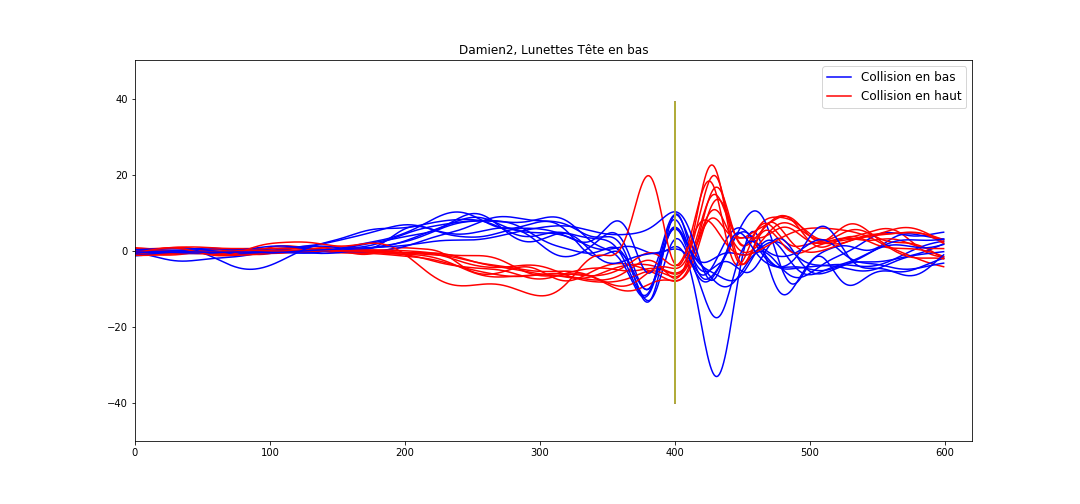 Damien2, Lunettes Tête en bas
Collision en bas
Collision en haut
40
20
0
−20
−40
0 100 200 300 400 500 600